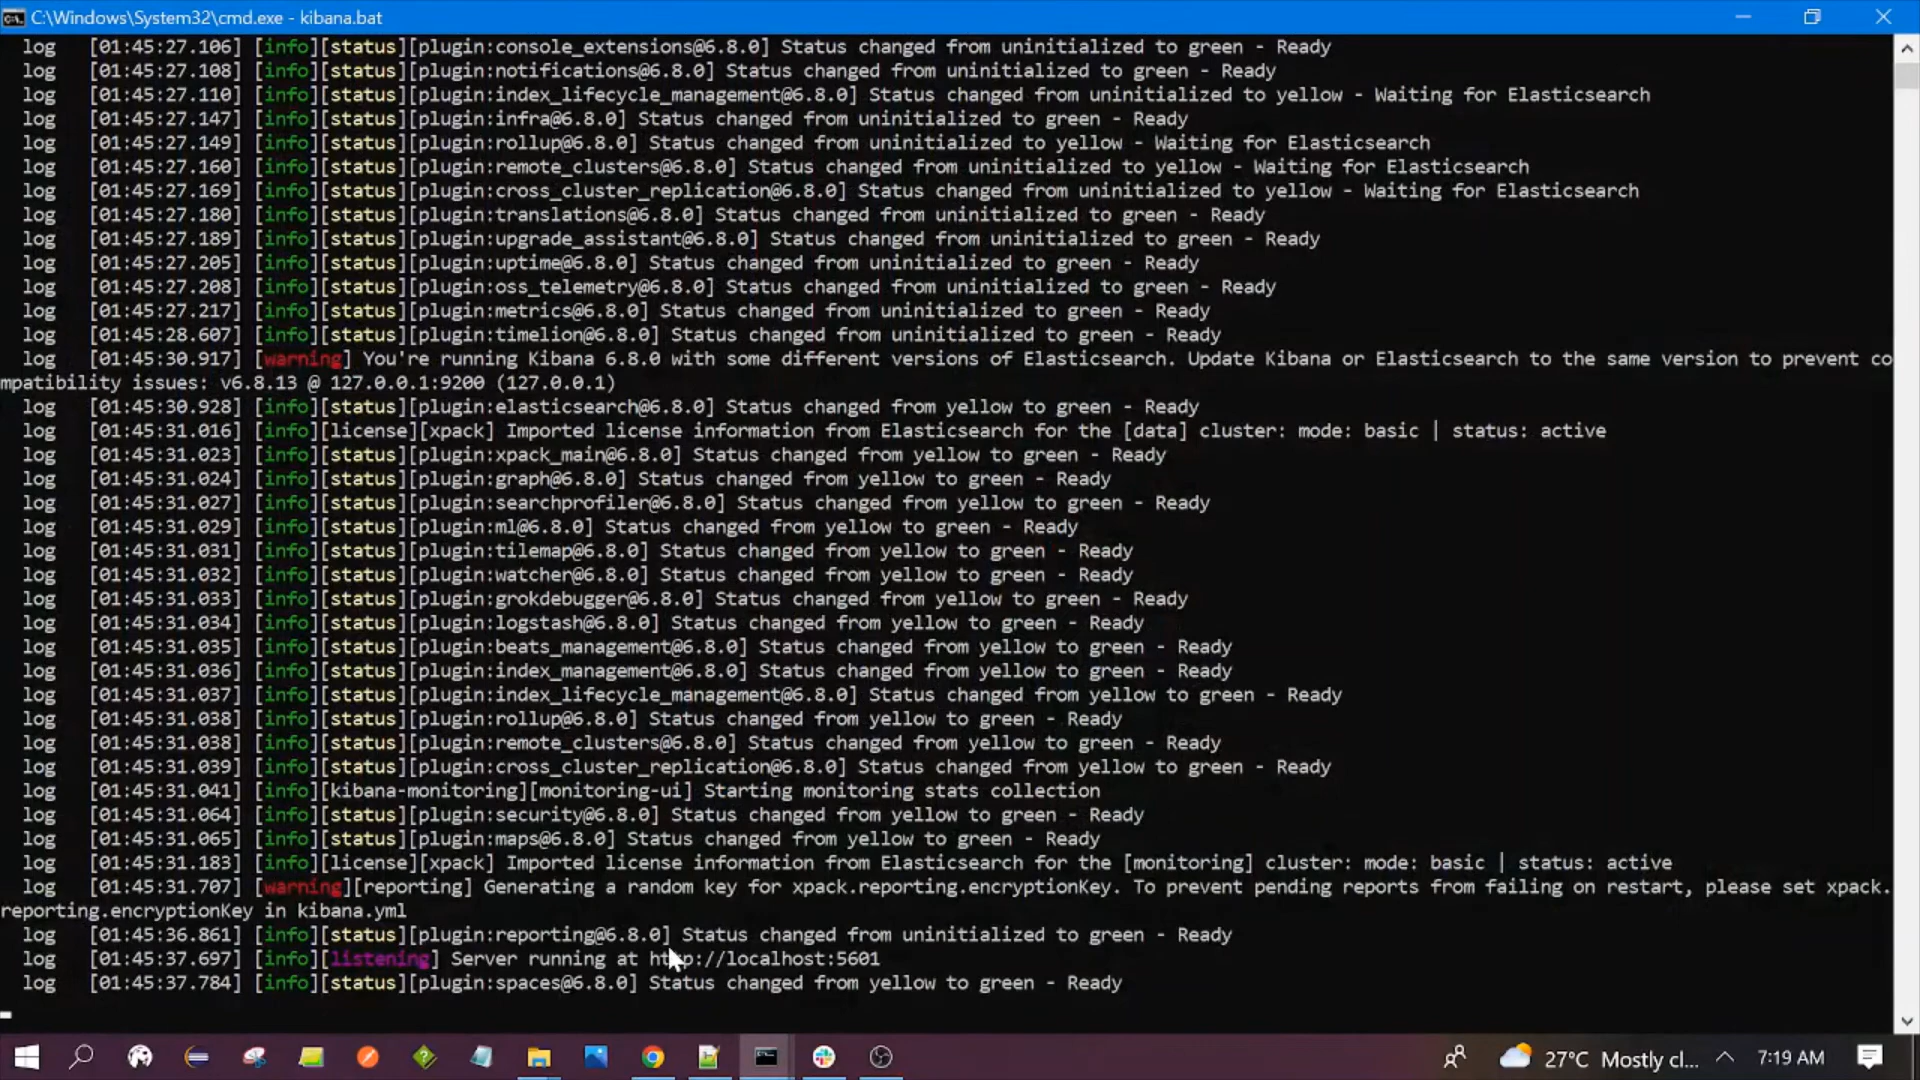 C:\Windows\System32\cmd.exe - kibana.bat
log [01:45:27.106] [info][status][plugin:console_extensions@6.8.0] Status changed from uninitialized to green - Ready
log [01:45:27.108] [info][status][plugin:notifications@6.8.0] Status changed from uninitialized to green - Ready
log [01:45:27.110] [info][status][plugin:index_lifecycle_management@6.8.0] Status changed from uninitialized to yellow - Waiting for Elasticsearch
log [01:45:27.147] [info][status][plugin:infra@6.8.0] Status changed from uninitialized to green - Ready
log [01:45:27.149] [info][status][plugin:rollup@6.8.0] Status changed from uninitialized to yellow - Waiting for Elasticsearch
log [01:45:27.160] [info][status][plugin:remote_clusters@6.8.0] Status changed from uninitialized to yellow - Waiting for Elasticsearch
log [01:45:27.169] [info][status][plugin:cross_cluster_replication@6.8.0] Status changed from uninitialized to yellow - Waiting for Elasticsearch
log [01:45:27.180] [info][status][plugin:translations@6.8.0] Status changed from uninitialized to green - Ready
log [01:45:27.189] [info][status][plugin:upgrade_assistant@6.8.0] Status changed from uninitialized to green - Ready
log [01:45:27.205] [info][status][plugin:uptime@6.8.0] Status changed from uninitialized to green - Ready
log [01:45:27.208] [info][status][plugin:oss_telemetry@6.8.0] Status changed from uninitialized to green - Ready
log [01:45:27.217] [info][status][plugin:metrics@6.8.0] Status changed from uninitialized to green - Ready
log [01:45:28.607] [info][status][plugin:timelion@6.8.0] Status changed from uninitialized to green - Ready
log [01:45:30.917] [warning] You're running Kibana 6.8.0 with some different versions of Elasticsearch. Update Kibana or Elasticsearch to the same version to prevent co
mpatibility issues: v6.8.13 @ 127.0.0.1:9200 (127.0.0.1)
log [01:45:30.928] [info][status][plugin:elasticsearch@6.8.0] Status changed from yellow to green - Ready
log [01:45:31.016] [info][license][xpack] Imported license information from Elasticsearch for the [data] cluster: mode: basic | status: active
log [01:45:31.023] [info][status][plugin:xpack_main@6.8.0] Status changed from yellow to green - Ready
log [01:45:31.024] [info][status][plugin:graph@6.8.0] Status changed from yellow to green - Ready
log [01:45:31.027] [info][status][plugin:searchprofiler@6.8.0] Status changed from yellow to green - Ready
log [01:45:31.029] [info][status][plugin:ml@6.8.0] Status changed from yellow to green - Ready
log [01:45:31.031] [info][status][plugin:tilemap@6.8.0] Status changed from yellow to green - Ready
log [01:45:31.032] [info][status][plugin:watcher@6.8.0] Status changed from yellow to green - Ready
log [01:45:31.033] [info][status][plugin:grokdebugger@6.8.0] Status changed from yellow to green - Ready
log [01:45:31.034] [info][status][plugin:logstash@6.8.0] Status changed from yellow to green - Ready
log [01:45:31.035] [info][status][plugin:beats_management@6.8.0] Status changed from yellow to green - Ready
log [01:45:31.036] [info][status][plugin:index_management@6.8.0] Status changed from yellow to green - Ready
log [01:45:31.037] [info][status][plugin:index_lifecycle_management@6.8.0] Status changed from yellow to green - Ready
log [01:45:31.038] [info][status][plugin:rollup@6.8.0] Status changed from yellow to green - Ready
log [01:45:31.038] [info][status][plugin:remote_clusters@6.8.0] Status changed from yellow to green - Ready
log [01:45:31.039] [info][status][plugin:cross_cluster_replication@6.8.0] Status changed from yellow to green - Ready
log [01:45:31.041] [info][kibana-monitoring][monitoring-ui] Starting monitoring stats collection
log [01:45:31.064] [info][status][plugin:security@6.8.0] Status changed from yellow to green - Ready
log [01:45:31.065] [info][status][plugin:maps@6.8.0] Status changed from yellow to green - Ready
log [01:45:31.183] [info][license][xpack] Imported license information from Elasticsearch for the [monitoring] cluster: mode: basic | status: active
log [01:45:31.707] [warning][reporting] Generating a random key for xpack.reporting.encryptionKey. To prevent pending reports from failing on restart, please set xpack.
reporting.encryptionKey in kibana.yml
log [01:45:36.861] [info][status][plugin:reporting@6.8.0] Status changed from uninitialized to green - Ready
log [01:45:37.697] [info][listening] Server running at http://localhost:5601
log [01:45:37.784] [info][status][plugin:spaces@6.8.0] Status changed from yellow to green - Ready
27°C Mostly cl... 7:19 AM